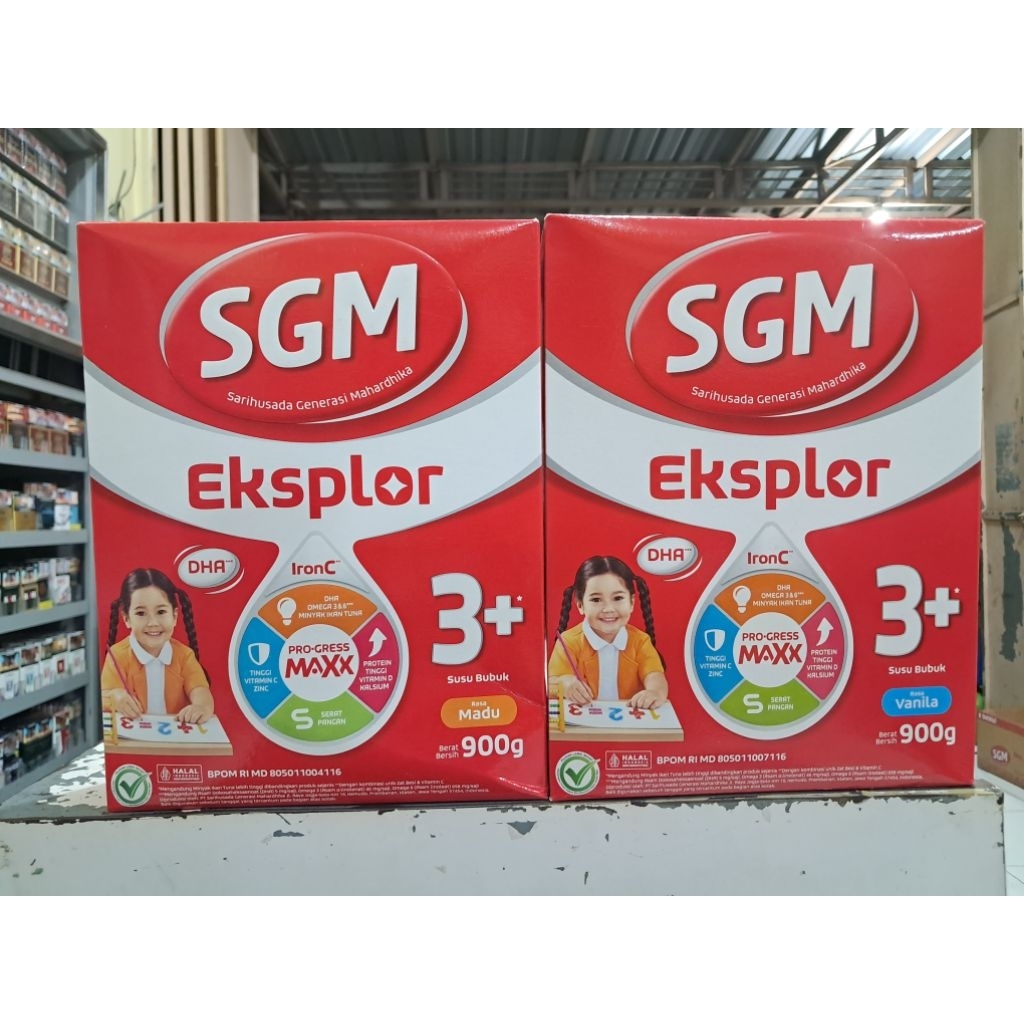 SGM
Sarihusada Generasi Mahardhika
Eksplor
DHA
IronC
DHA
OMEGA 3&6
MINYAK IKAN TUNA
TINGGI
VITAMIN C
ZINC
PRO-GRESS
MAXx
PROTEIN
TINGGI
VITAMIN D
KALSIUM
SERAT
PANGAN
3+*
Susu Bubuk
Rasa
Madu
Berat
Bersih 900g
HALAL
INDONESIA
BPOM RI MD 805011004116
SGM
Sarihusada Generasi Mahardhika
Eksplor
DHA
IronC
DHA
OMEGA 3&6
MINYAK IKAN TUNA
TINGGI
VITAMIN C
ZINC
PRO-GRESS
MAXx
PROTEIN
TINGGI
VITAMIN D
KALSIUM
SERAT
PANGAN
3+*
Susu Bubuk
Rasa
Vanila
Berat
Bersih 900g
HALAL
INDONESIA
BPOM RI MD 805011007116
SGM